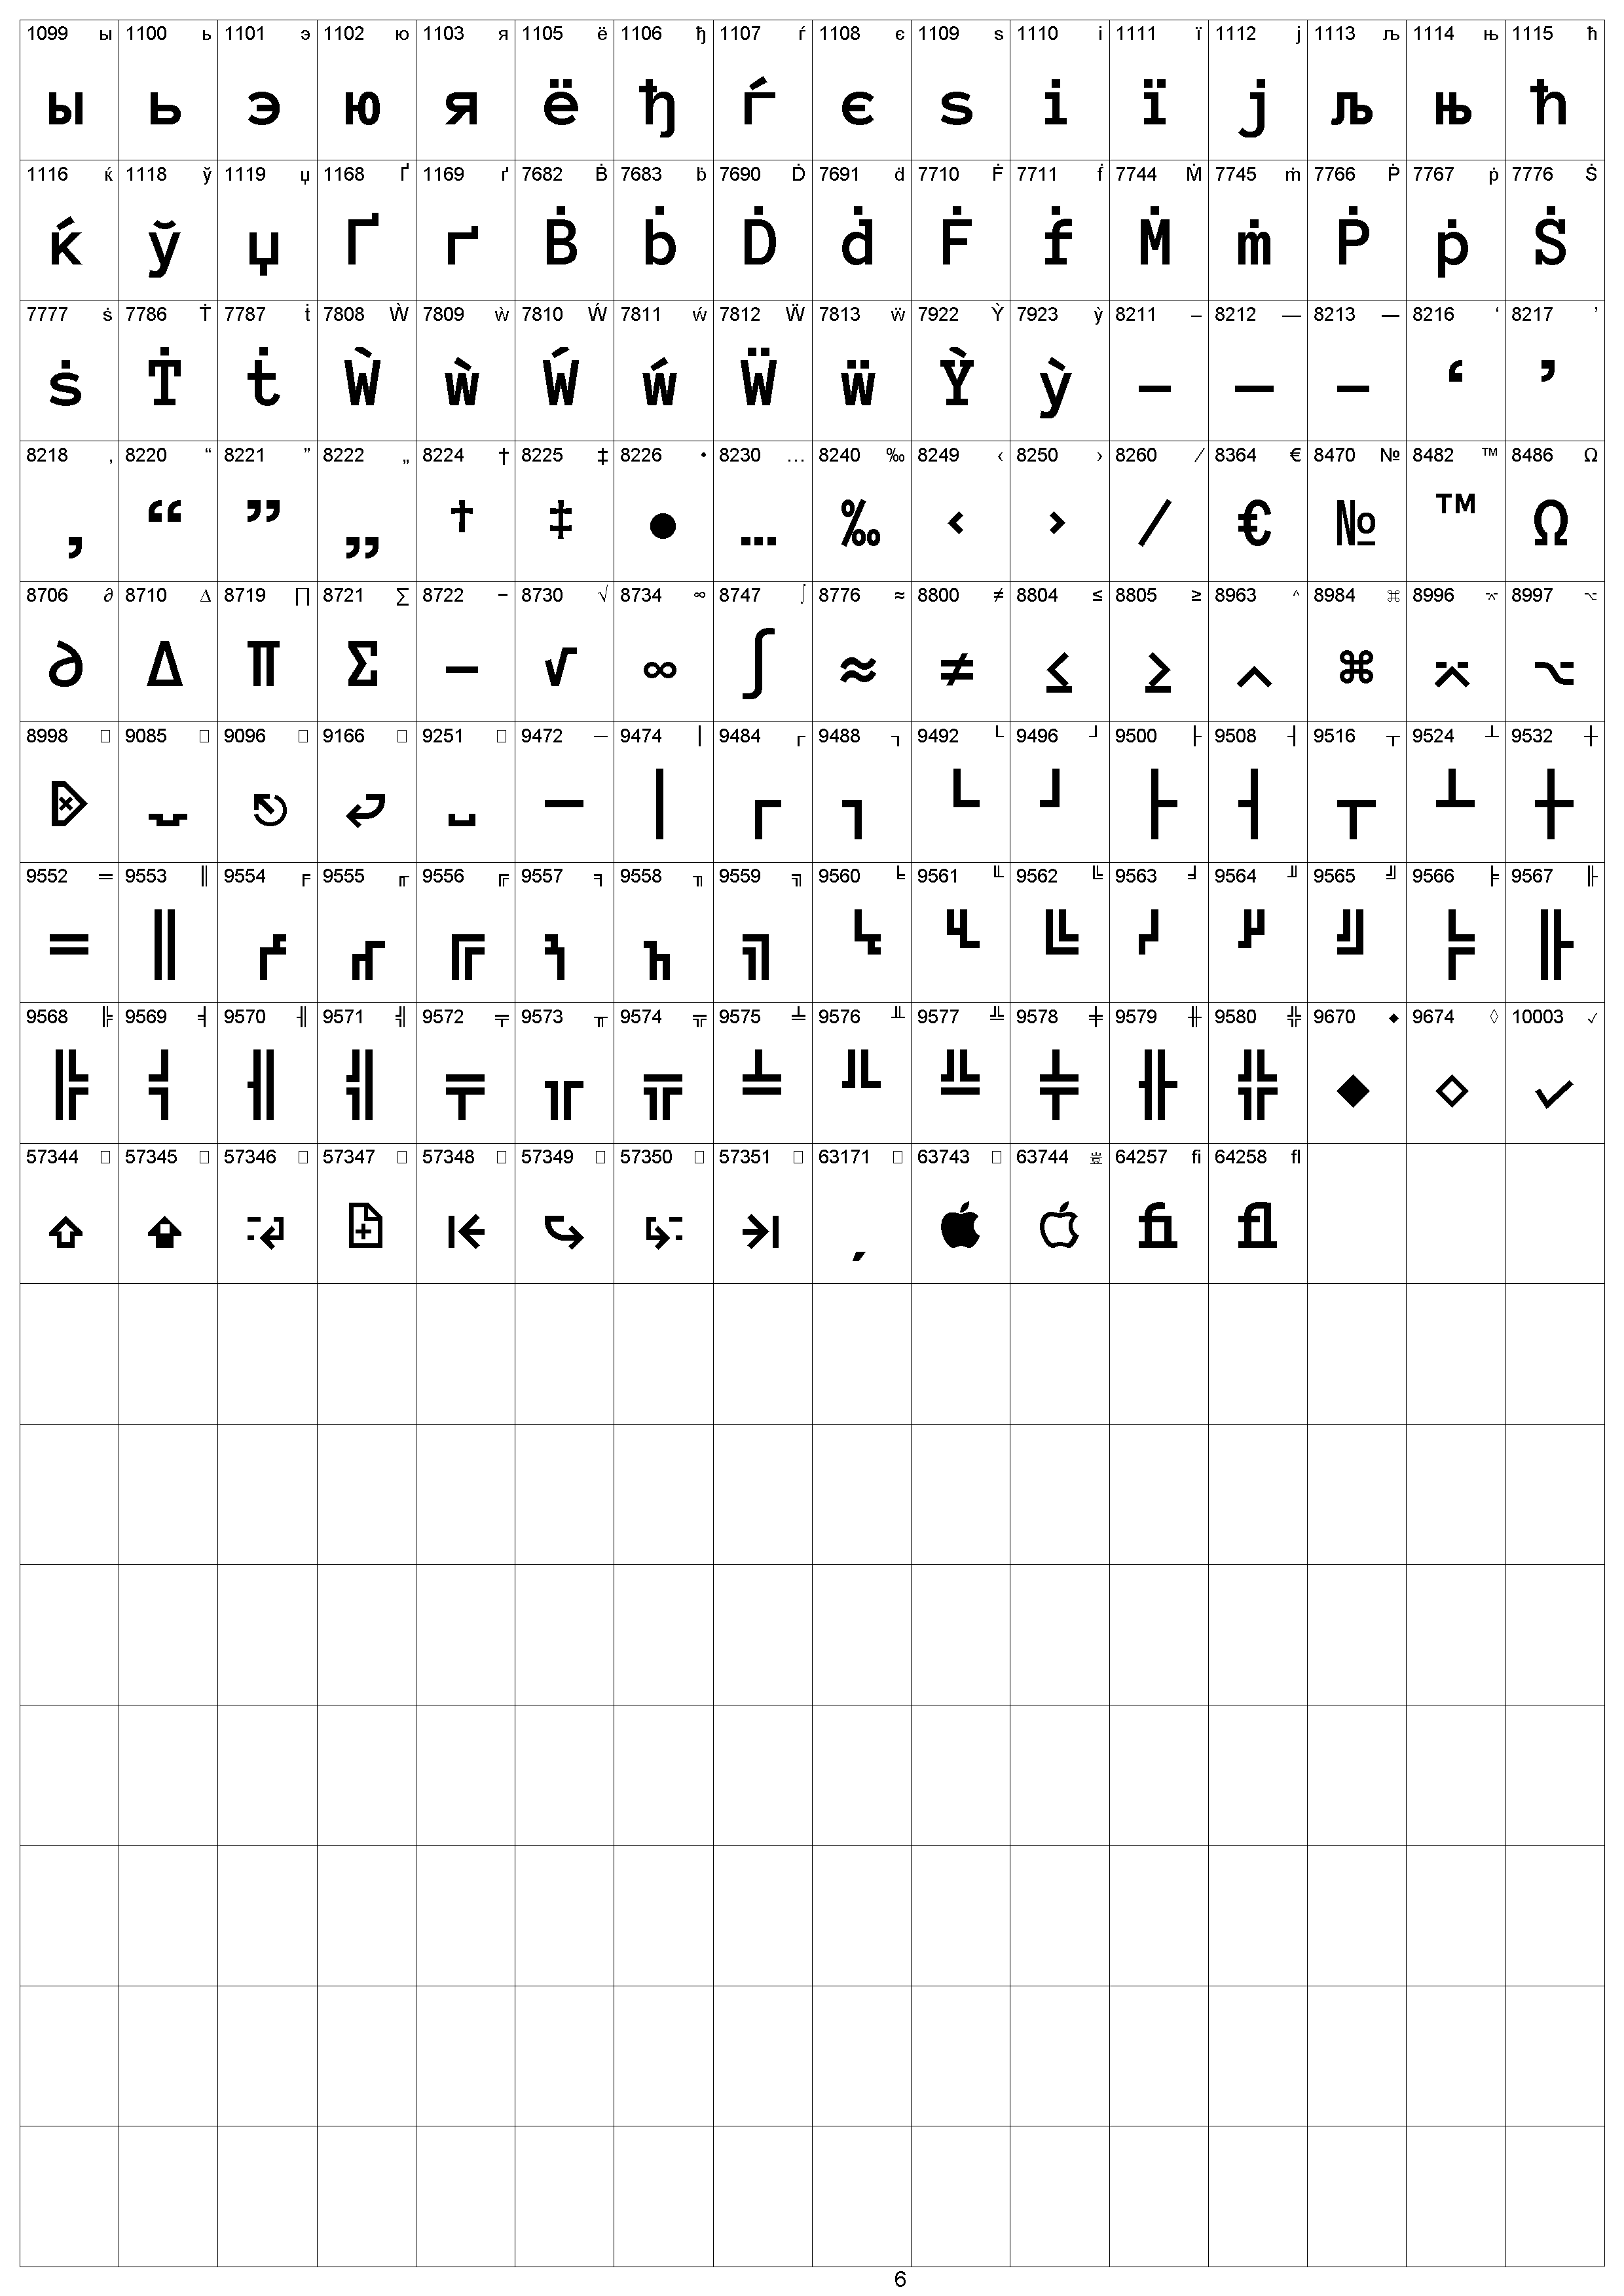 1099 ы 1100 ь 1101 э 1102 ю 1103 я 1105 ё 1106 ђ 1107 ѓ 1108 є 1109 ѕ 1110 і 1111 ї 1112 ј 1113 љ 1114 њ 1115 ћ
ы ь э ю я ё ђ ѓ є ѕ і ї ј љ њ ћ
1116 ќ 1118 ў 1119 џ 1168 Ґ 1169 ґ 7682 Ḃ 7683 ḃ 7690 Ḋ 7691 ḋ 7710 Ḟ 7711 ḟ 7744 Ṁ 7745 ṁ 7766 Ṗ 7767 ṗ 7776 Ṡ
ќ ў џ Ґ ґ Ḃ ḃ Ḋ ḋ Ḟ ḟ Ṁ ṁ Ṗ ṗ Ṡ
7777 ṡ 7786 Ṫ 7787 ṫ 7808 Ẁ 7809 ẁ 7810 Ẃ 7811 ẃ 7812 Ẅ 7813 ẅ 7922 Ỳ 7923 ỳ 8211 – 8212 — 8213 ― 8216 ‘ 8217 ’
ṡ Ṫ ṫ Ẁ ẁ Ẃ ẃ Ẅ ẅ Ỳ ỳ – — ― ‘ ’
8218 ‚ 8220 “ 8221 ” 8222 „ 8224 † 8225 ‡ 8226 • 8230 … 8240 ‰ 8249 ‹ 8250 › 8260 ⁄ 8364 € 8470 № 8482 ™ 8486 Ω
‚ “ ” „ † ‡ • … ‰ ‹ › ⁄ € № ™ Ω
8706 ∂ 8710 ∆ 8719 ∏ 8721 ∑ 8722 − 8730 √ 8734 ∞ 8747 ∫ 8776 ≈ 8800 ≠ 8804 ≤ 8805 ≥ 8963 ⌃ 8984 ⌘ 8996 ⌤ 8997 ⌥
∂ ∆ ∏ ∑ − √ ∞ ∫ ≈ ≠ ≤ ≥ ⌃ ⌘ ⌤ ⌥
8998 □ 9085 □ 9096 □ 9166 □ 9251 □ 9472 ─ 9474 │ 9484 ┌ 9488 ┐ 9492 └ 9496 ┘ 9500 ├ 9508 ┤ 9516 ┬ 9524 ┴ 9532 ┼
⌦ ⍽ ⎈ ⏎ ␣ ─ │ ┌ ┐ └ ┘ ├ ┤ ┬ ┴ ┼
9552 ═ 9553 ║ 9554 ╒ 9555 ╓ 9556 ╔ 9557 ╕ 9558 ╖ 9559 ╗ 9560 ╘ 9561 ╙ 9562 ╚ 9563 ╛ 9564 ╜ 9565 ╝ 9566 ╞ 9567 ╟
═ ║ ╒ ╓ ╔ ╕ ╖ ╗ ╘ ╙ ╚ ╛ ╜ ╝ ╞ ╟
9568 ╠ 9569 ╡ 9570 ╢ 9571 ╣ 9572 ╤ 9573 ╥ 9574 ╦ 9575 ╧ 9576 ╨ 9577 ╩ 9578 ╪ 9579 ╫ 9580 ╬ 9670 ◆ 9674 ◊ 10003 ✓
╠ ╡ ╢ ╣ ╤ ╥ ╦ ╧ ╨ ╩ ╪ ╫ ╬ ◆ ◊ ✓
57344 □ 57345 □ 57346 □ 57347 □ 57348 □ 57349 □ 57350 □ 57351 □ 63171 □ 63743 □ 63744 豈 64257 ﬁ 64258 ﬂ
ﬁ ﬂ
6